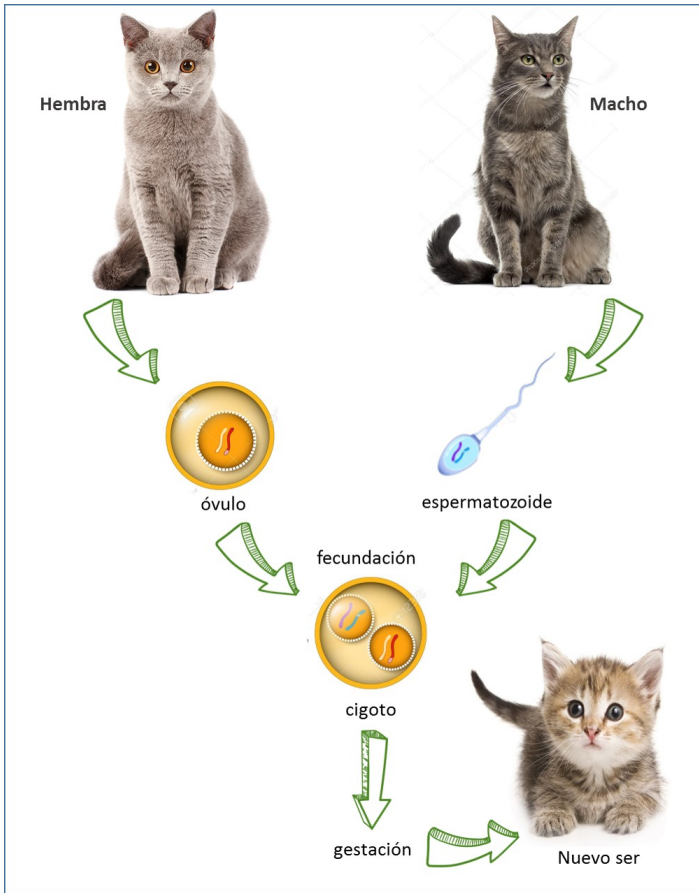 Hembra
Macho
óvulo
espermatozoide
fecundación
cigoto
gestación
Nuevo ser